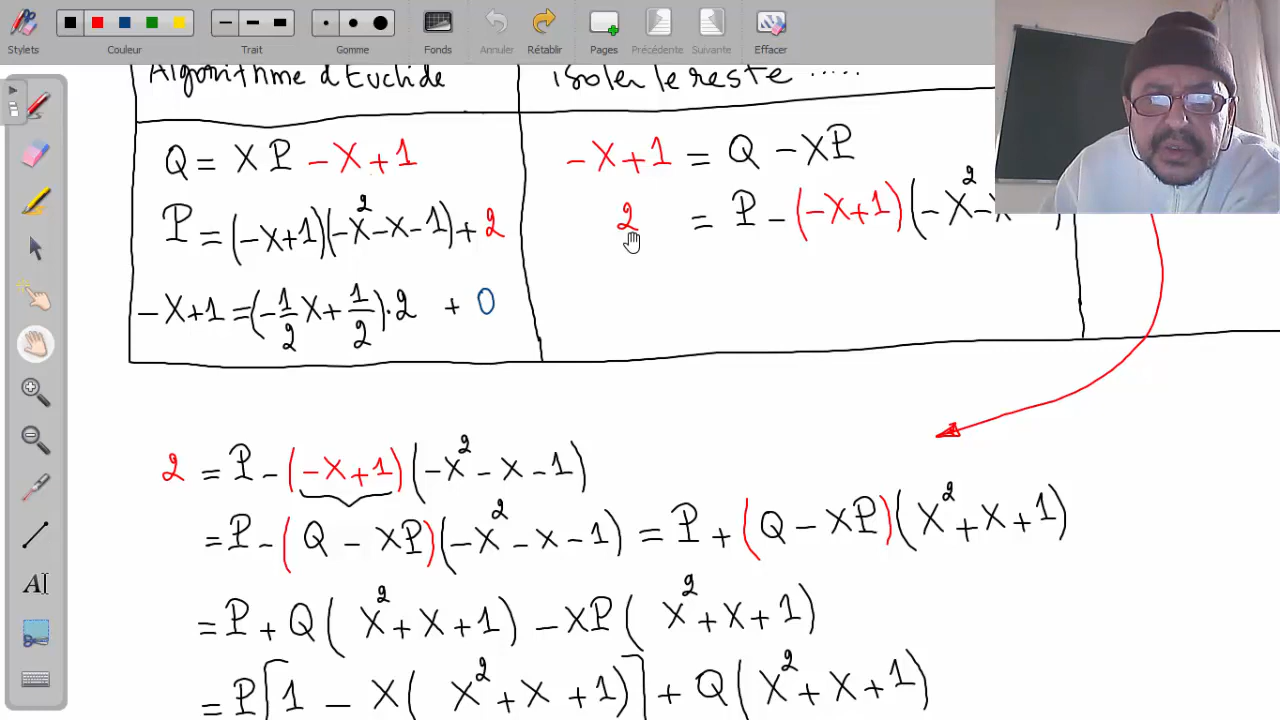 Stylets Couleur Trait Gomme Fonds Annuler Rétablir Pages Précédente Suivante Effacer
Algorithme d'Euclide
isoler le reste .....
Q = XP -X+1
P = (-X+1)(-X²-X-1)+2
-X+1 = (-1/2 X + 1/2)·2 + 0
-X+1 = Q - XP
2 = P - (-X+1)(-X²-X
2 = P - (-X+1)(-X²-X-1)
= P - (Q - XP)(-X²-X-1) = P + (Q - XP)(X²+X+1)
= P + Q(X²+X+1) - XP(X²+X+1)
= P[1 - X(X²+X+1)] + Q(X²+X+1)
AI